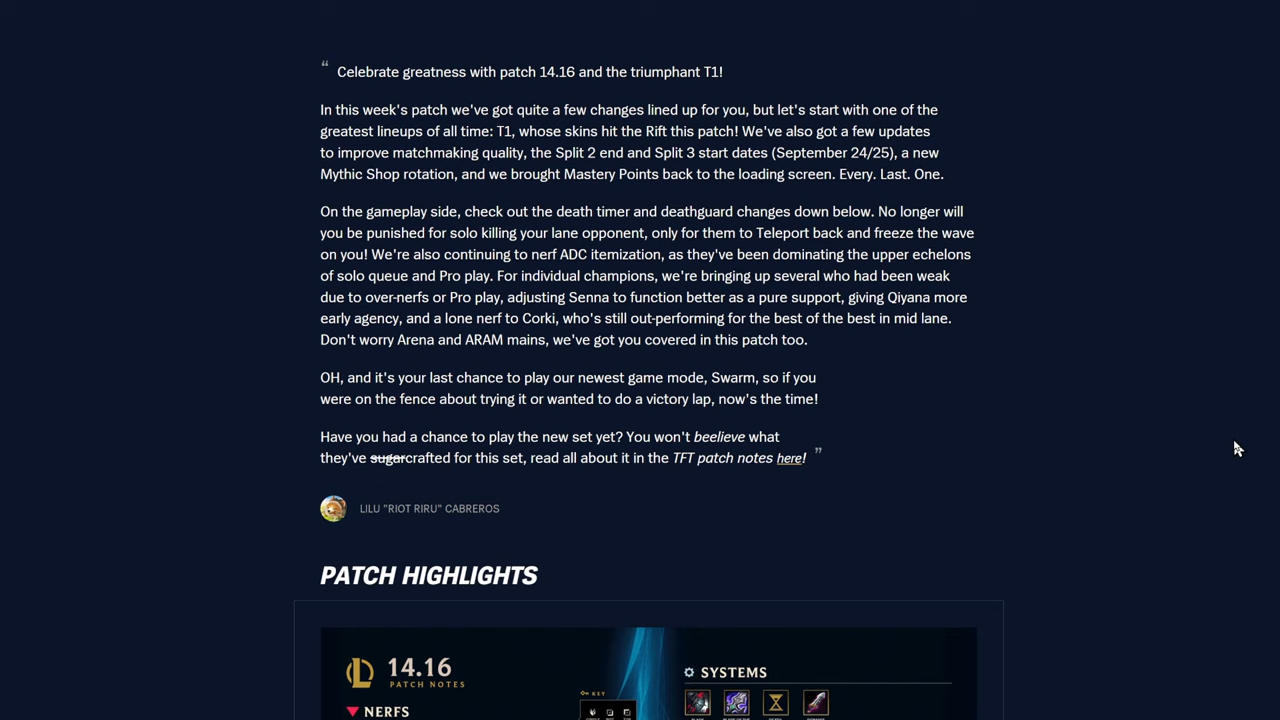 “ Celebrate greatness with patch 14.16 and the triumphant T1!
In this week's patch we've got quite a few changes lined up for you, but let's start with one of the
greatest lineups of all time: T1, whose skins hit the Rift this patch! We've also got a few updates
to improve matchmaking quality, the Split 2 end and Split 3 start dates (September 24/25), a new
Mythic Shop rotation, and we brought Mastery Points back to the loading screen. Every. Last. One.
On the gameplay side, check out the death timer and deathguard changes down below. No longer will
you be punished for solo killing your lane opponent, only for them to Teleport back and freeze the wave
on you! We're also continuing to nerf ADC itemization, as they've been dominating the upper echelons
of solo queue and Pro play. For individual champions, we're bringing up several who had been weak
due to over-nerfs or Pro play, adjusting Senna to function better as a pure support, giving Qiyana more
early agency, and a lone nerf to Corki, who's still out-performing for the best of the best in mid lane.
Don't worry Arena and ARAM mains, we've got you covered in this patch too.
OH, and it's your last chance to play our newest game mode, Swarm, so if you
were on the fence about trying it or wanted to do a victory lap, now's the time!
Have you had a chance to play the new set yet? You won't beelieve what
they've sugarcrafted for this set, read all about it in the TFT patch notes here! ”
LILU "RIOT RIRU" CABREROS
PATCH HIGHLIGHTS
14.16
PATCH NOTES
KEY
NERFS
SYSTEMS